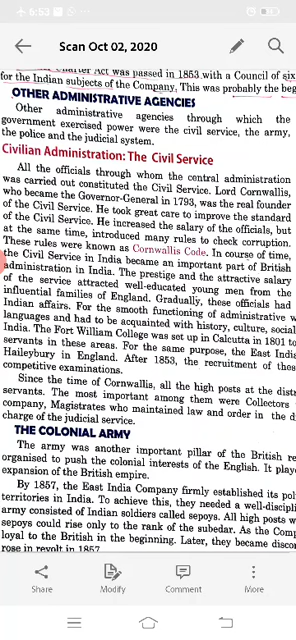 6:53
Scan Oct 02, 2020
Charter Act was passed in 1853 with a Council of six
for the Indian subjects of the Company. This was probably the beg
OTHER ADMINISTRATIVE AGENCIES
Other administrative agencies through which the
government exercised power were the civil service, the army,
the police and the judicial system.
Civilian Administration: The Civil Service
All the officials through whom the central administration
was carried out constituted the Civil Service. Lord Cornwallis,
who became the Governor-General in 1793, was the real founder
of the Civil Service. He took great care to improve the standard
of the Civil Service. He increased the salary of the officials, but
at the same time, introduced many rules to check corruption.
These rules were known as Cornwallis Code. In course of time,
the Civil Service in India became an important part of British
administration in India. The prestige and the attractive salary
of the service attracted well-educated young men from the
influential families of England. Gradually, these officials had
Indian affairs. For the smooth functioning of administrative w
languages and had to be acquainted with history, culture, social
India. The Fort William College was set up in Calcutta in 1801 to
servants in these areas. For the same purpose, the East Indi
Haileybury in England. After 1853, the recruitment of thes
competitive examinations.
Since the time of Cornwallis, all the high posts at the distr
servants. The most important among them were Collectors
company, Magistrates who maintained law and order in the d
charge of the judicial service.
THE COLONIAL ARMY
The army was another important pillar of the British re
organised to push the colonial interests of the English. It playe
expansion of the British empire.
By 1857, the East India Company firmly established its pol
territories in India. To achieve this, they needed a well-discipli
army consisted of Indian soldiers called sepoys. All high posts w
sepoys could rise only to the rank of the subedar. As the Comp
loyal to the British in the beginning. Later, they became discon
rose in revolt in 1857.
Share Modify Comment More